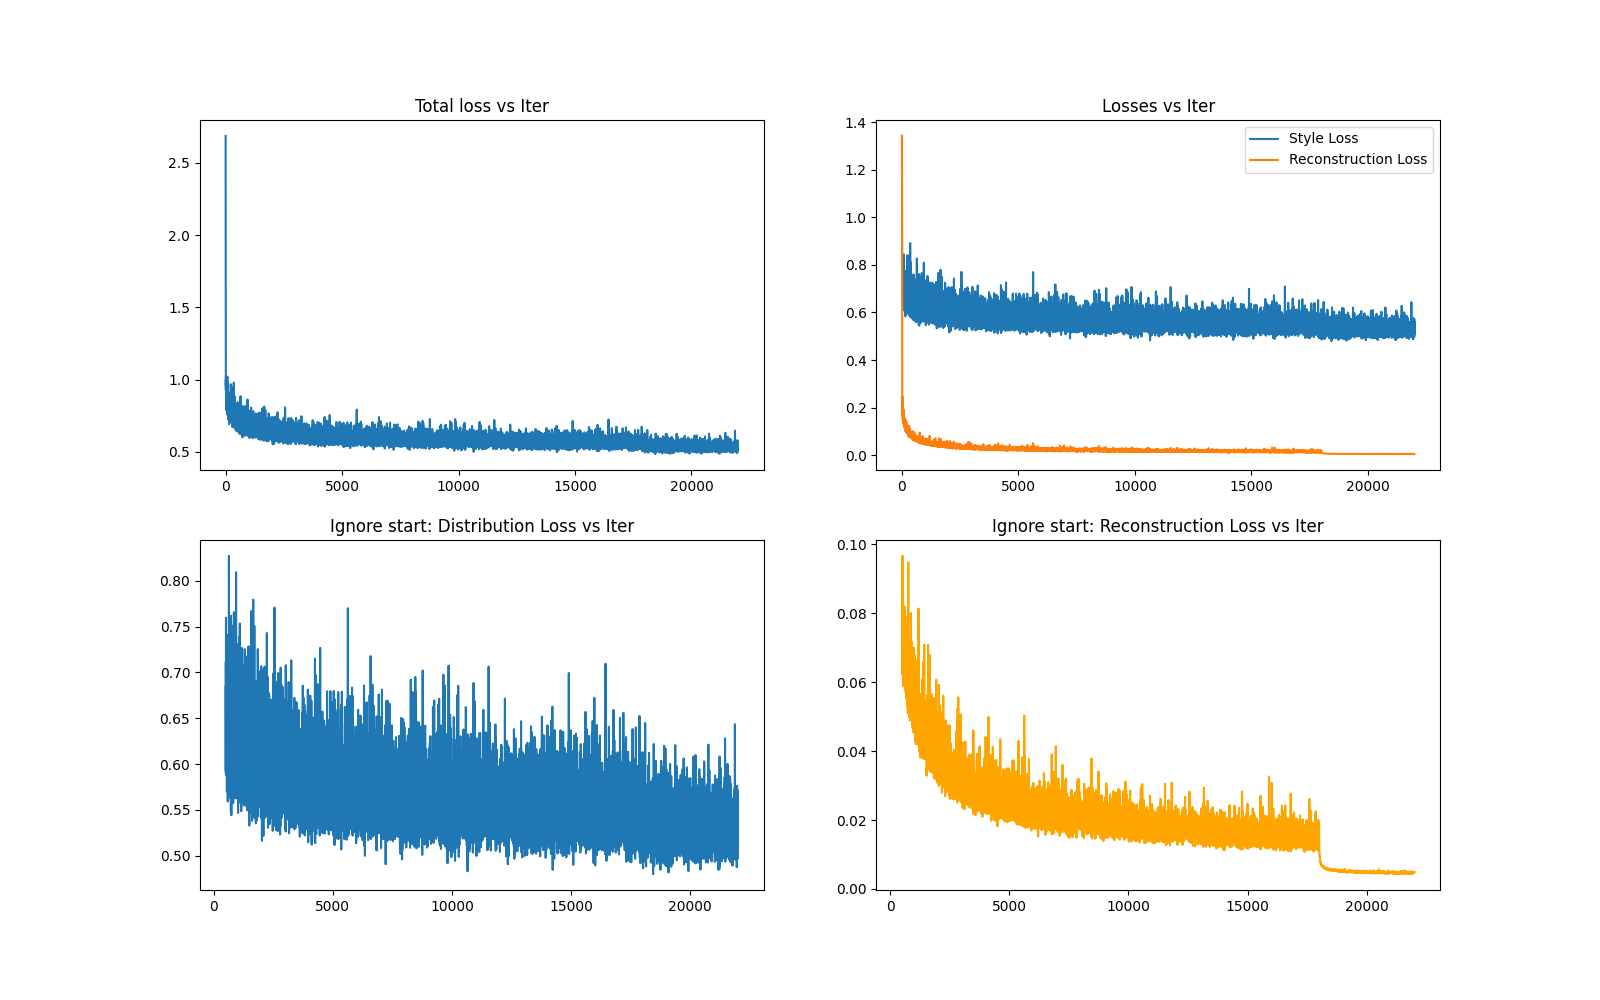 Total loss vs Iter
2.5
2.0
1.5
1.0
0.5
0 5000 10000 15000 20000
Losses vs Iter
1.4
1.2
1.0
0.8
0.6
0.4
0.2
0.0
Style Loss
Reconstruction Loss
0 5000 10000 15000 20000
Ignore start: Distribution Loss vs Iter
0.80
0.75
0.70
0.65
0.60
0.55
0.50
0 5000 10000 15000 20000
Ignore start: Reconstruction Loss vs Iter
0.10
0.08
0.06
0.04
0.02
0.00
0 5000 10000 15000 20000